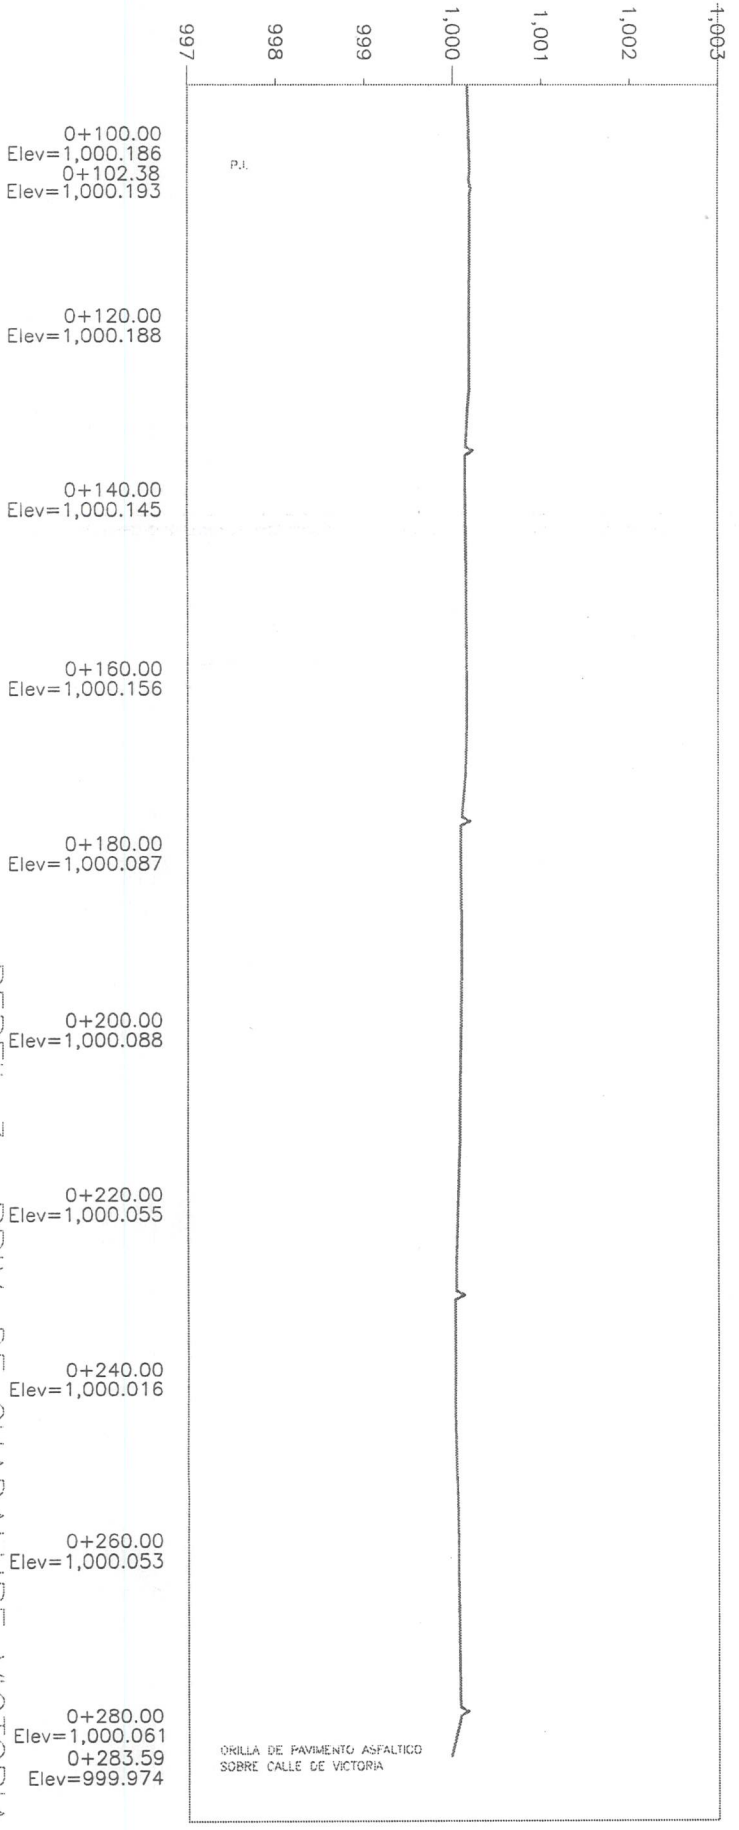 997
998
999
1,000
1,001
1,002
1,003
0+100.00
Elev=1,000.186
0+102.38
Elev=1,000.193
P.I.
0+120.00
Elev=1,000.188
0+140.00
Elev=1,000.145
0+160.00
Elev=1,000.156
0+180.00
Elev=1,000.087
0+200.00
Elev=1,000.088
0+220.00
Elev=1,000.055
0+240.00
Elev=1,000.016
0+260.00
Elev=1,000.053
0+280.00
Elev=1,000.061
0+283.59
Elev=999.974
ORILLA DE PAVIMENTO ASFALTICO
SOBRE CALLE DE VICTORIA